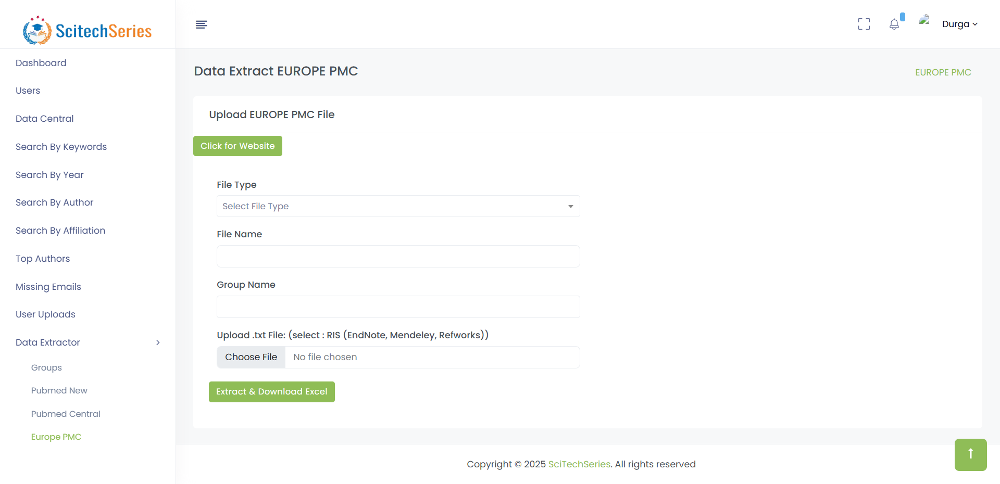 ScitechSeries
Durga
Dashboard
Users
Data Central
Search By Keywords
Search By Year
Search By Author
Search By Affiliation
Top Authors
Missing Emails
User Uploads
Data Extractor
Groups
Pubmed New
Pubmed Central
Europe PMC
Data Extract EUROPE PMC
EUROPE PMC
Upload EUROPE PMC File
Click for Website
File Type
Select File Type
File Name
Group Name
Upload .txt File: (select : RIS (EndNote, Mendeley, Refworks))
Choose File No file chosen
Extract & Download Excel
Copyright © 2025 SciTechSeries. All rights reserved